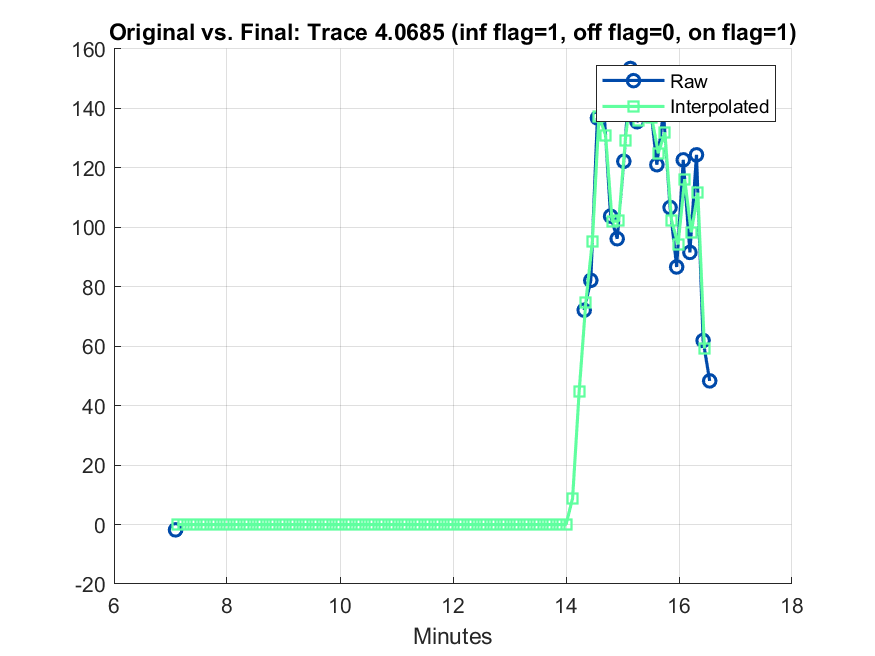 Original vs. Final: Trace 4.0685 (inf flag=1, off flag=0, on flag=1)
160
140
120
100
80
60
40
20
0
-20
Raw
Interpolated
6 8 10 12 14 16 18
Minutes